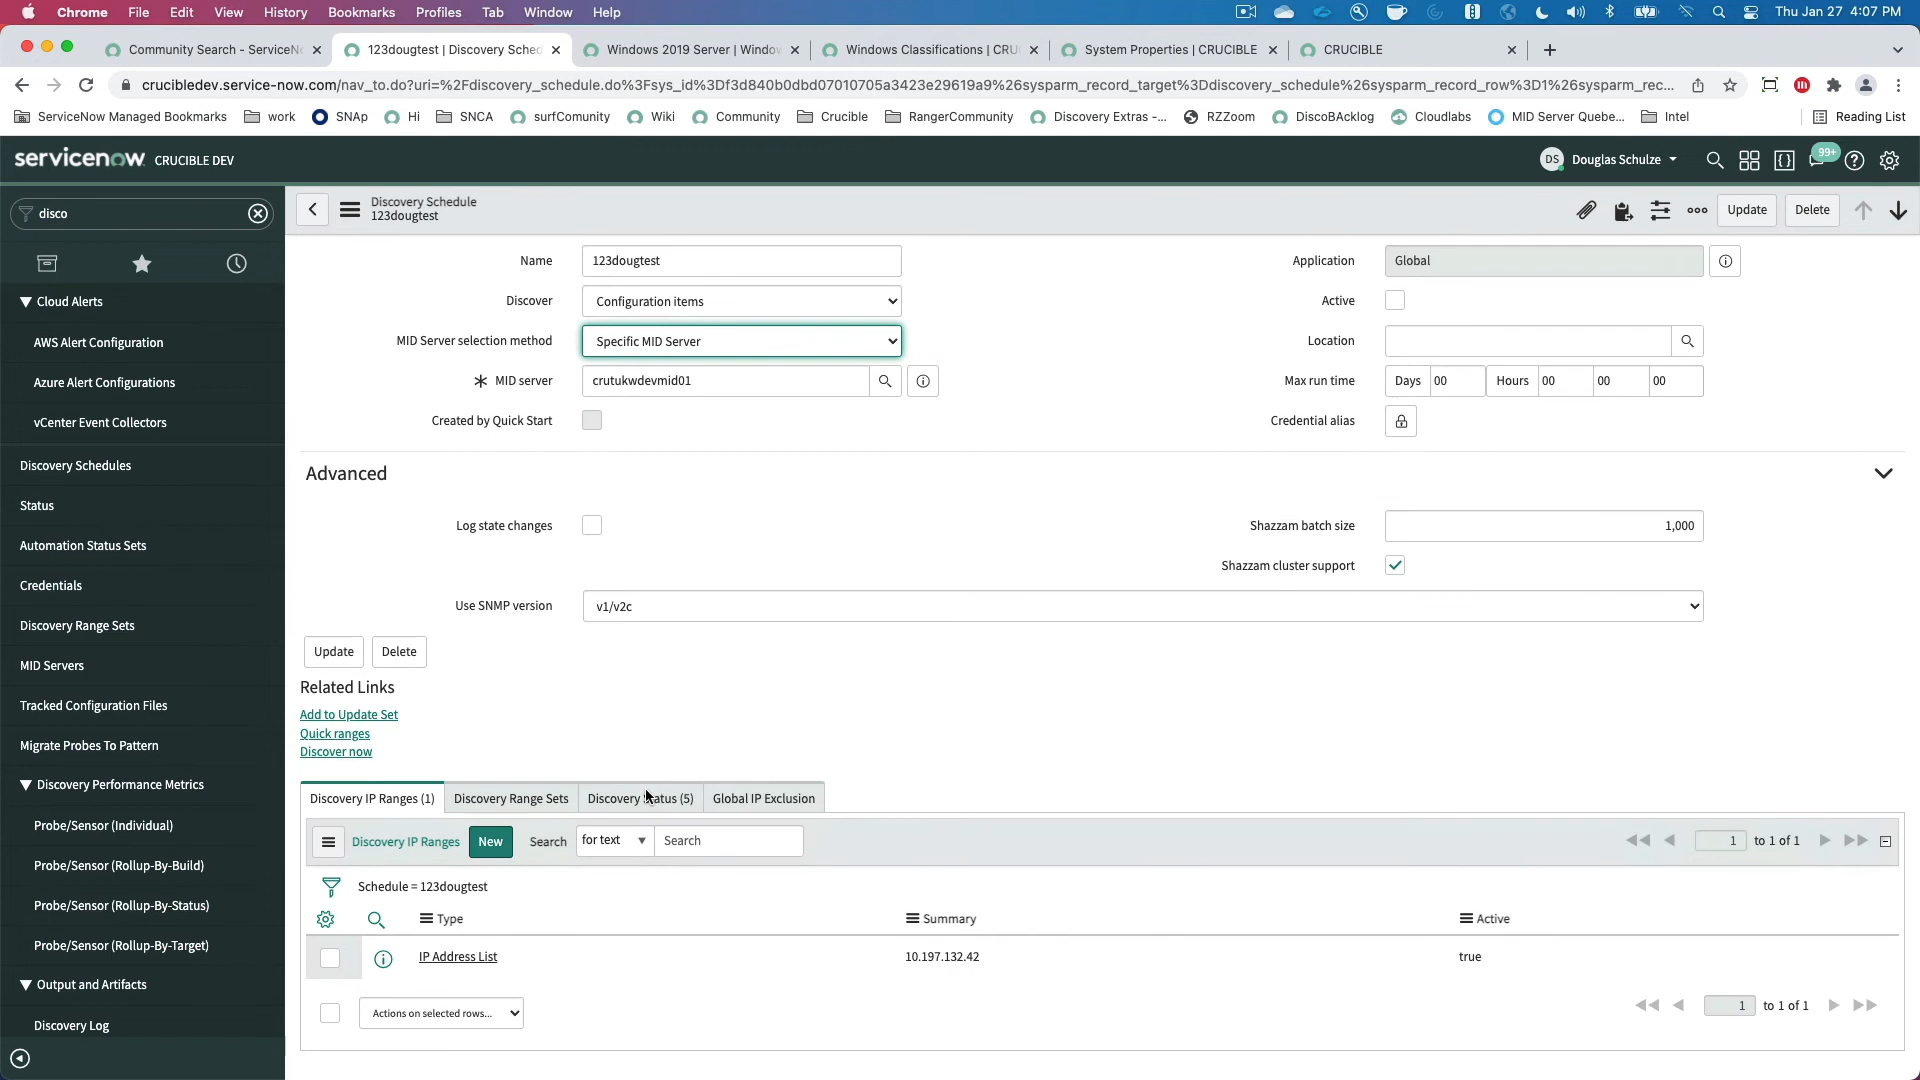 Chrome File Edit View History Bookmarks Profiles Tab Window Help Thu Jan 27 4:07 PM
Community Search - ServiceN 123dougtest | Discovery Sched Windows 2019 Server | Window Windows Classifications | CRU System Properties | CRUCIBLE CRUCIBLE
crucibledev.service-now.com/nav_to.do?uri=%2Fdiscovery_schedule.do%3Fsys_id%3Df3d840b0dbd07010705a3423e29619a9%26sysparm_record_target%3Ddiscovery_schedule%26sysparm_record_row%3D1%26sysparm_rec...
ServiceNow Managed Bookmarks work SNAp Hi SNCA surfComunity Wiki Community Crucible RangerCommunity Discovery Extras -... RZZoom DiscoBAcklog Cloudlabs MID Server Quebe... Intel Reading List
servicenow CRUCIBLE DEV DS Douglas Schulze 99+
disco
Cloud Alerts
AWS Alert Configuration
Azure Alert Configurations
vCenter Event Collectors
Discovery Schedules
Status
Automation Status Sets
Credentials
Discovery Range Sets
MID Servers
Tracked Configuration Files
Migrate Probes To Pattern
Discovery Performance Metrics
Probe/Sensor (Individual)
Probe/Sensor (Rollup-By-Build)
Probe/Sensor (Rollup-By-Status)
Probe/Sensor (Rollup-By-Target)
Output and Artifacts
Discovery Log
Discovery Schedule
123dougtest
Update Delete
Name 123dougtest Application Global
Discover Configuration items Active
MID Server selection method Specific MID Server Location
MID server crutukwdevmid01 Max run time Days 00 Hours 00 00 00
Created by Quick Start Credential alias
Advanced
Log state changes Shazzam batch size 1,000
Shazzam cluster support
Use SNMP version v1/v2c
Update Delete
Related Links
Add to Update Set
Quick ranges
Discover now
Discovery IP Ranges (1) Discovery Range Sets Discovery Status (5) Global IP Exclusion
Discovery IP Ranges New Search for text Search 1 to 1 of 1
Schedule = 123dougtest
Type Summary Active
IP Address List 10.197.132.42 true
Actions on selected rows... 1 to 1 of 1